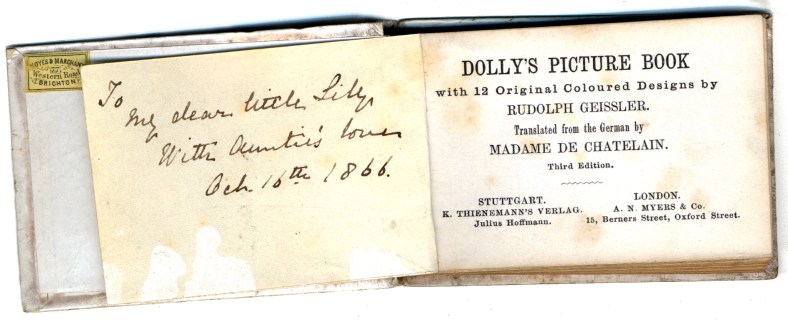 Western Road
BRIGHTON.
To
My dear little Lily
With Auntie's love
Oct 16th 1866.
DOLLY'S PICTURE BOOK
with 12 Original Coloured Designs by
RUDOLPH GEISSLER.
Translated from the German by
MADAME DE CHATELAIN.
Third Edition.
STUTTGART.
K. THIENEMANN'S VERLAG.
Julius Hoffmann.
LONDON.
A. N. MYERS & Co.
15, Berners Street, Oxford Street.